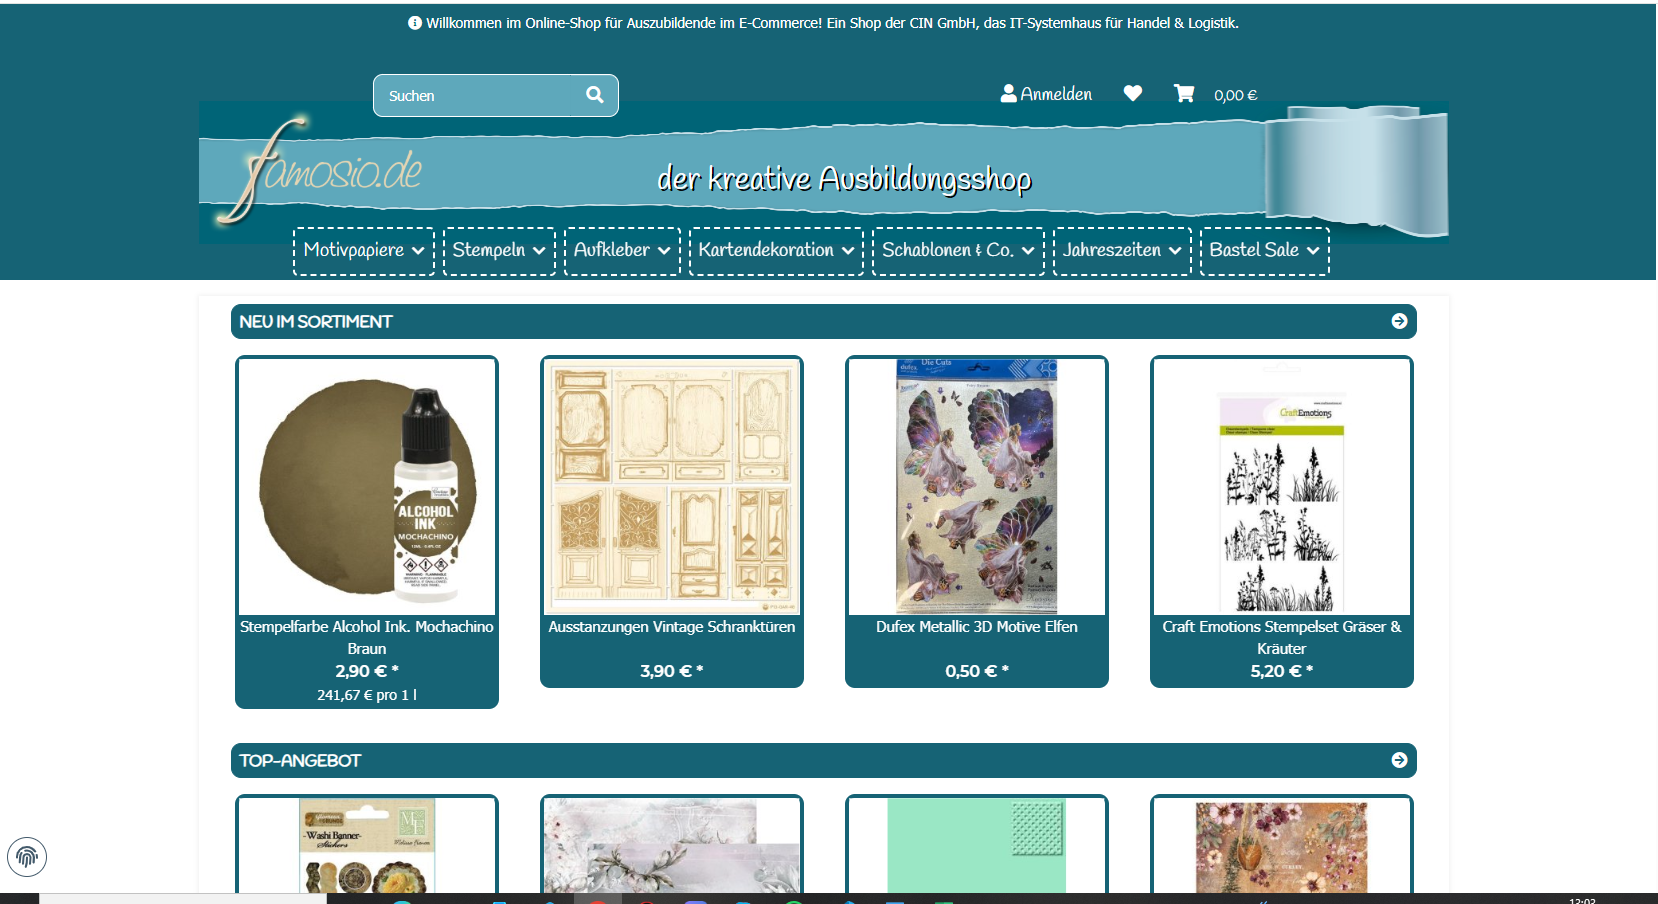 Willkommen im Online-Shop für Auszubildende im E-Commerce! Ein Shop der CIN GmbH, das IT-Systemhaus für Handel & Logistik.
Suchen
Anmelden
0,00 €
famosio.de
der kreative Ausbildungsshop
Motivpapiere
Stempeln
Aufkleber
Kartendekoration
Schablonen & Co.
Jahreszeiten
Bastel Sale
NEU IM SORTIMENT
ALCOHOL
INK
MOCHACHINO
dufex
Die Cuts
CraftEmotions
Stempelfarbe Alcohol Ink. Mochachino
Braun
2,90 € *
241,67 € pro 1 l
Ausstanzungen Vintage Schranktüren
3,90 € *
Dufex Metallic 3D Motive Elfen
0,50 € *
Craft Emotions Stempelset Gräser &
Kräuter
5,20 € *
TOP-ANGEBOT
-Washi Banner-
Stickers
12:02